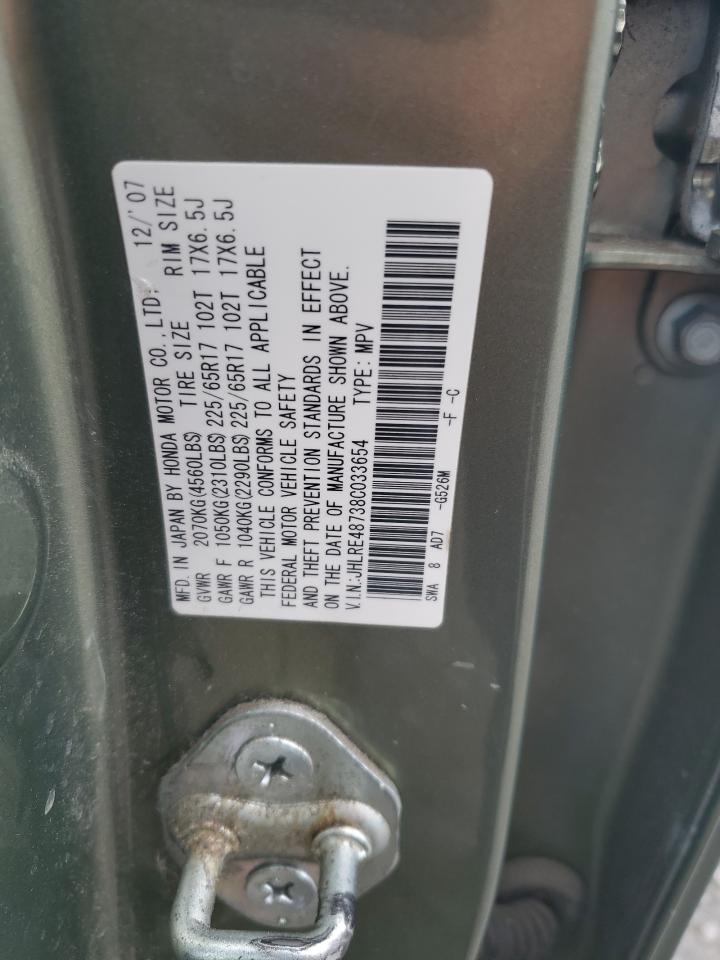 MFD. IN JAPAN BY HONDA MOTOR CO., LTD. 12/'07
GVWR 2070KG(4560LBS) TIRE SIZE RIM SIZE
GAWR F 1050KG(2310LBS) 225/65R17 102T 17X6.5J
GAWR R 1040KG(2290LBS) 225/65R17 102T 17X6.5J
THIS VEHICLE CONFORMS TO ALL APPLICABLE
FEDERAL MOTOR VEHICLE SAFETY
AND THEFT PREVENTION STANDARDS IN EFFECT
ON THE DATE OF MANUFACTURE SHOWN ABOVE.
V.I.N:JHLRE48738C033654 TYPE: MPV
SWA 8 AD7 -G526M -F -C